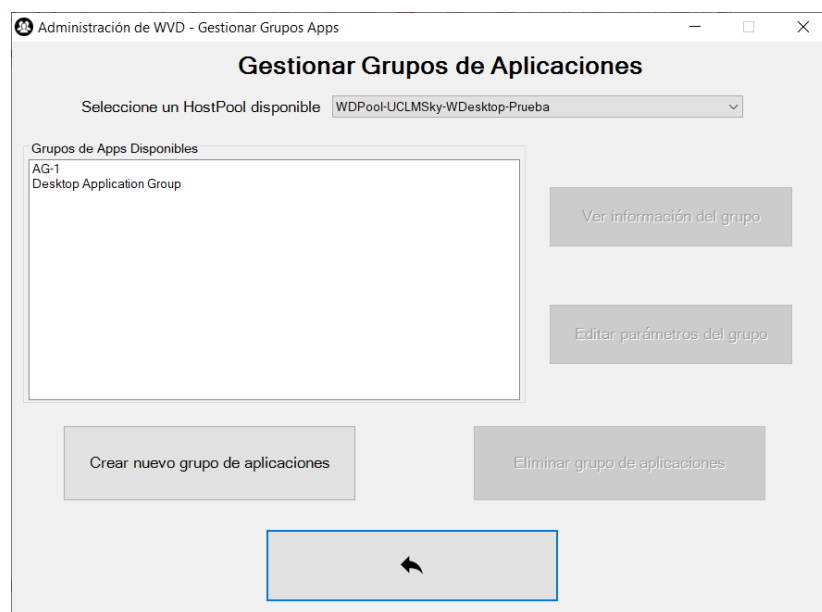 Administración de WVD - Gestionar Grupos Apps
Gestionar Grupos de Aplicaciones
Seleccione un HostPool disponible WDPool-UCLMSky-WDesktop-Prueba
Grupos de Apps Disponibles
AG-1
Desktop Application Group
Ver información del grupo
Editar parámetros del grupo
Crear nuevo grupo de aplicaciones Eliminar grupo de aplicaciones